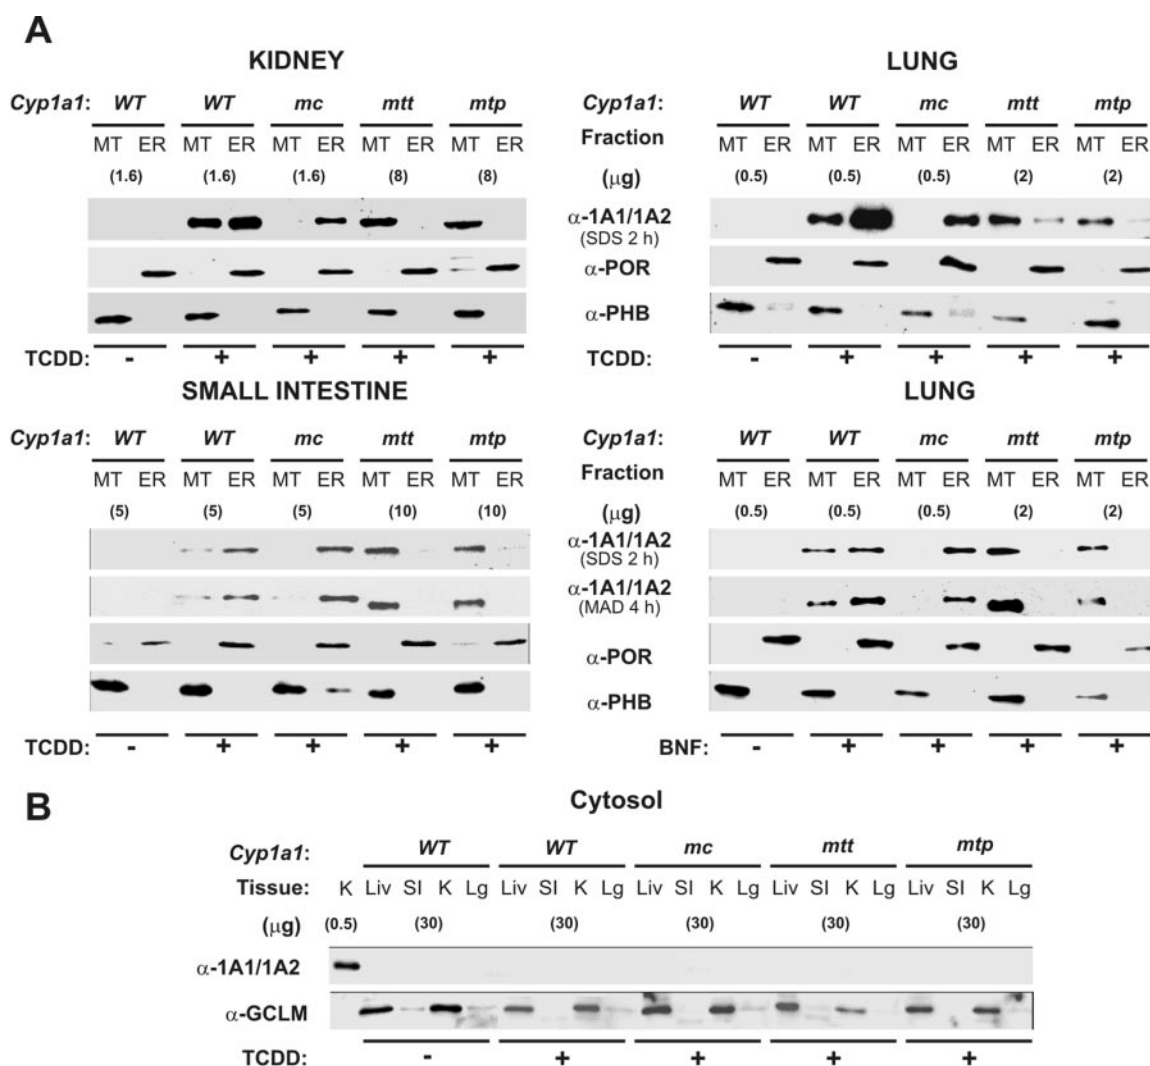 A
KIDNEY
Cyp1a1: WT WT mc mtt mtp
MT ER MT ER MT ER MT ER MT ER
(1.6) (1.6) (1.6) (8) (8)
TCDD: - + + + +
LUNG
Cyp1a1: WT WT mc mtt mtp
Fraction MT ER MT ER MT ER MT ER MT ER
(μg) (0.5) (0.5) (0.5) (2) (2)
α-1A1/1A2
(SDS 2 h)
α-POR
α-PHB
TCDD: - + + + +
SMALL INTESTINE
Cyp1a1: WT WT mc mtt mtp
MT ER MT ER MT ER MT ER MT ER
(5) (5) (5) (10) (10)
TCDD: - + + + +
LUNG
Cyp1a1: WT WT mc mtt mtp
Fraction MT ER MT ER MT ER MT ER MT ER
(μg) (0.5) (0.5) (0.5) (2) (2)
α-1A1/1A2
(SDS 2 h)
α-1A1/1A2
(MAD 4 h)
α-POR
α-PHB
BNF: - + + + +
B
Cytosol
Cyp1a1: WT WT mc mtt mtp
Tissue: K Liv SI K Lg Liv SI K Lg Liv SI K Lg Liv SI K Lg Liv SI K Lg
(μg) (0.5) (30) (30) (30) (30) (30)
α-1A1/1A2
α-GCLM
TCDD: - + + + +